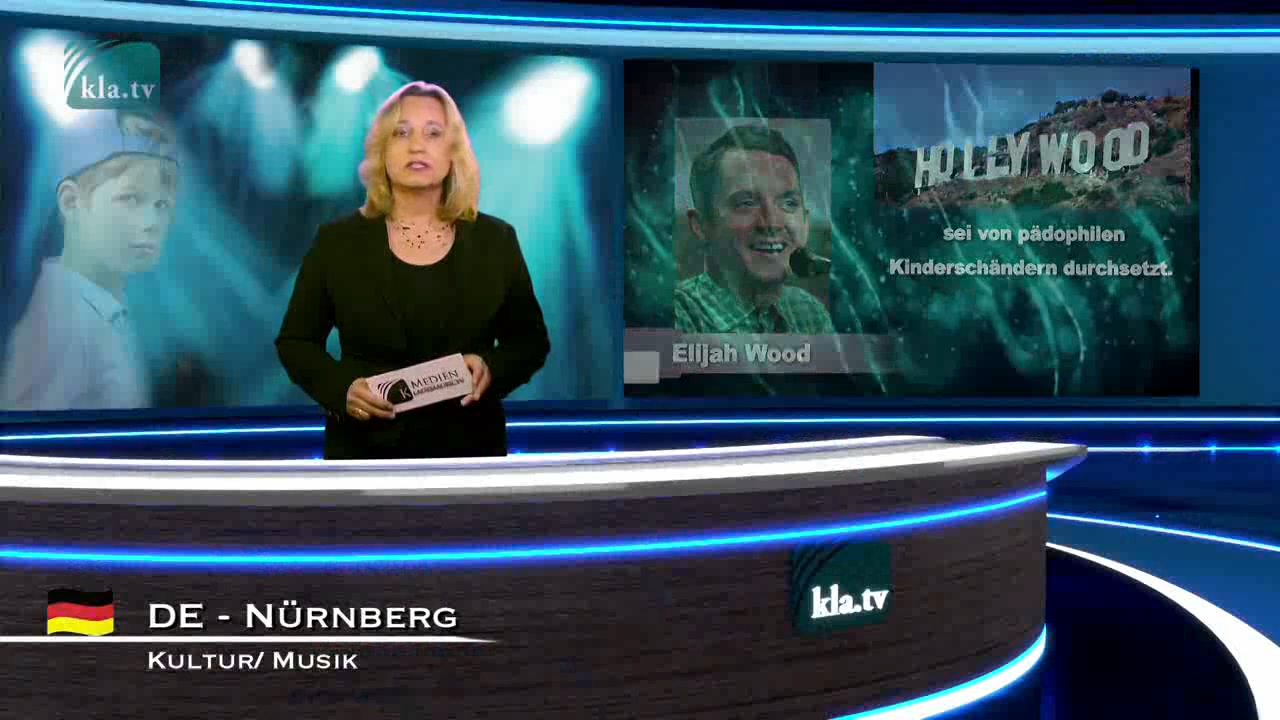 kla.tv
HOLLYWOOD
sei von pädophilen
Kinderschändern durchsetzt.
Elijah Wood
K MEDIEN
kla.tv
DE - NÜRNBERG
KULTUR/ MUSIK